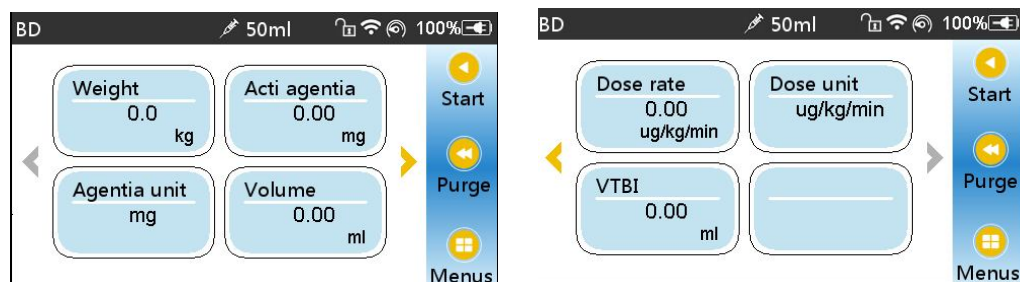 BD 50ml 100%
Weight
0.0
kg
Acti agentia
0.00
mg
Agentia unit
mg
Volume
0.00
ml
Start
Purge
Menus
BD 50ml 100%
Dose rate
0.00
ug/kg/min
Dose unit
ug/kg/min
VTBI
0.00
ml
Start
Purge
Menus